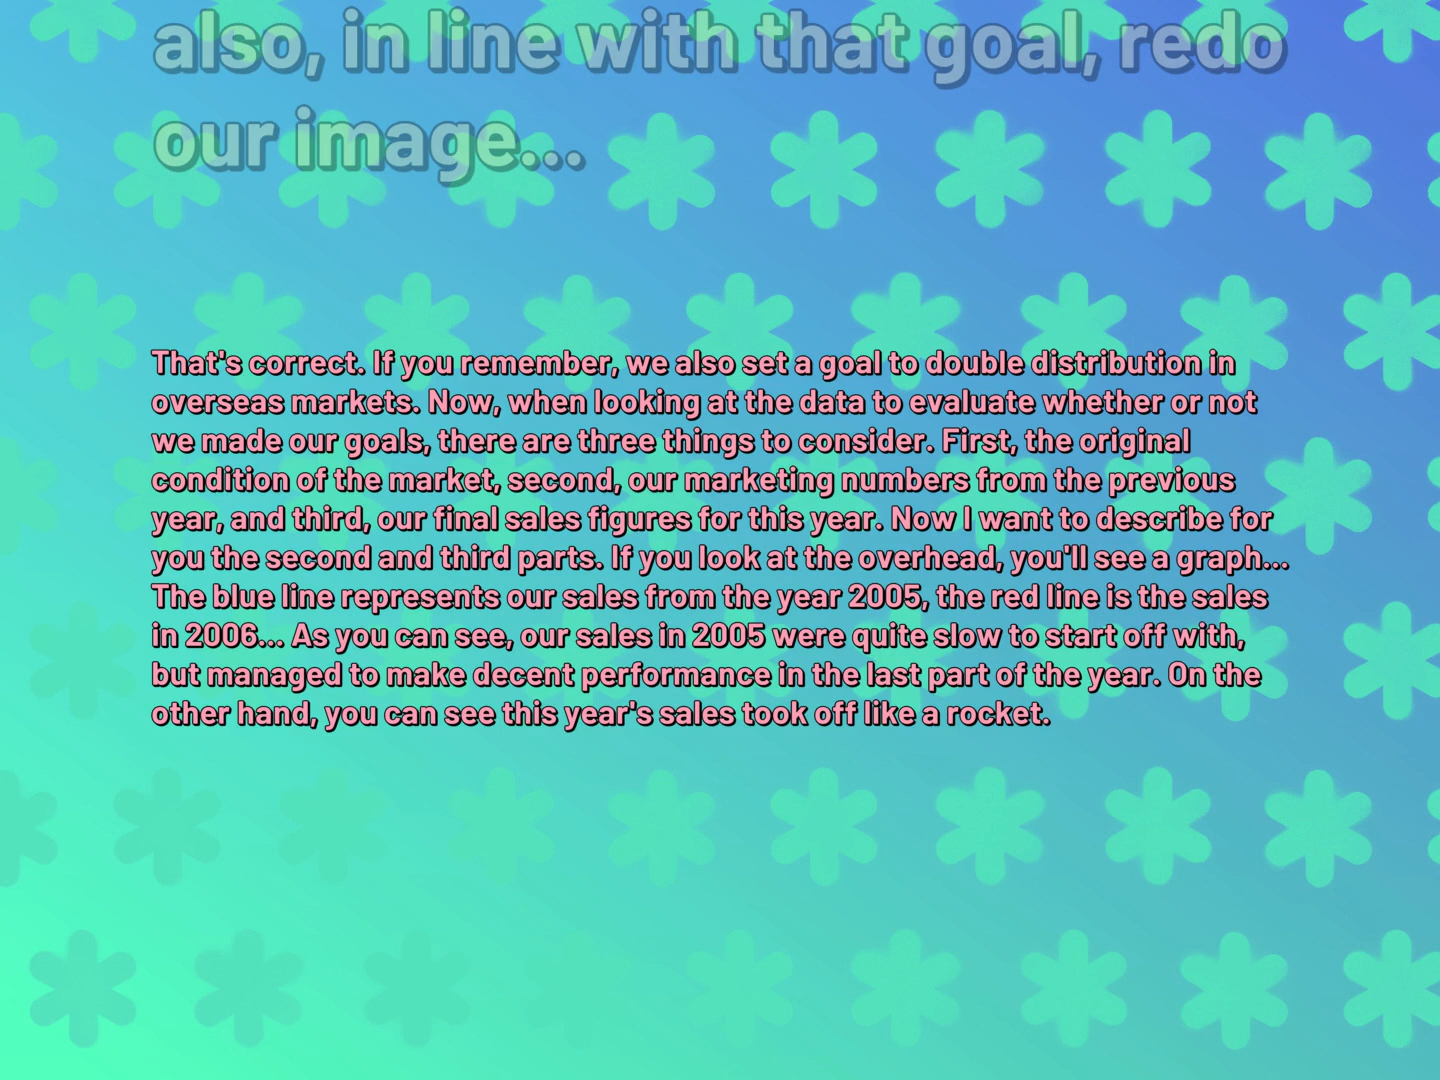 also, in line with that goal, redo
our image...
That's correct. If you remember, we also set a goal to double distribution in
overseas markets. Now, when looking at the data to evaluate whether or not
we made our goals, there are three things to consider. First, the original
condition of the market, second, our marketing numbers from the previous
year, and third, our final sales figures for this year. Now I want to describe for
you the second and third parts. If you look at the overhead, you'll see a graph...
The blue line represents our sales from the year 2005, the red line is the sales
in 2006... As you can see, our sales in 2005 were quite slow to start off with,
but managed to make decent performance in the last part of the year. On the
other hand, you can see this year's sales took off like a rocket.